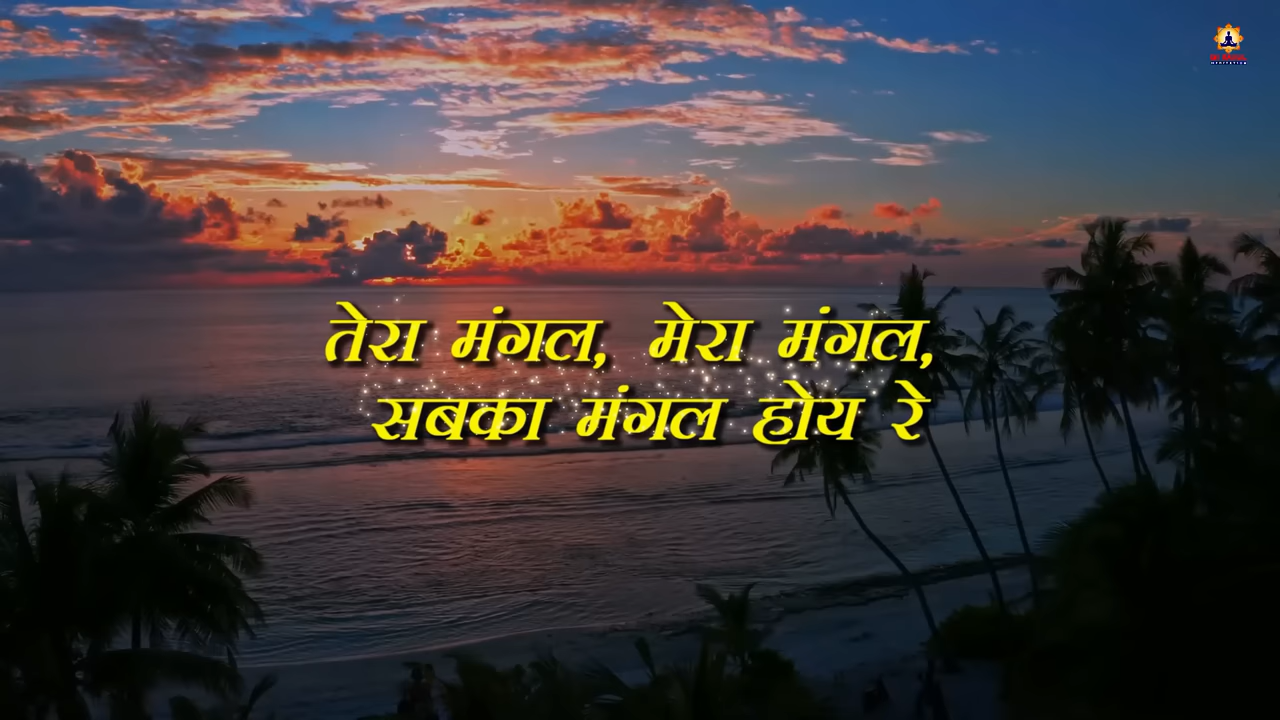 तेरा मंगल, मेरा मंगल,
सबका मंगल होय रे